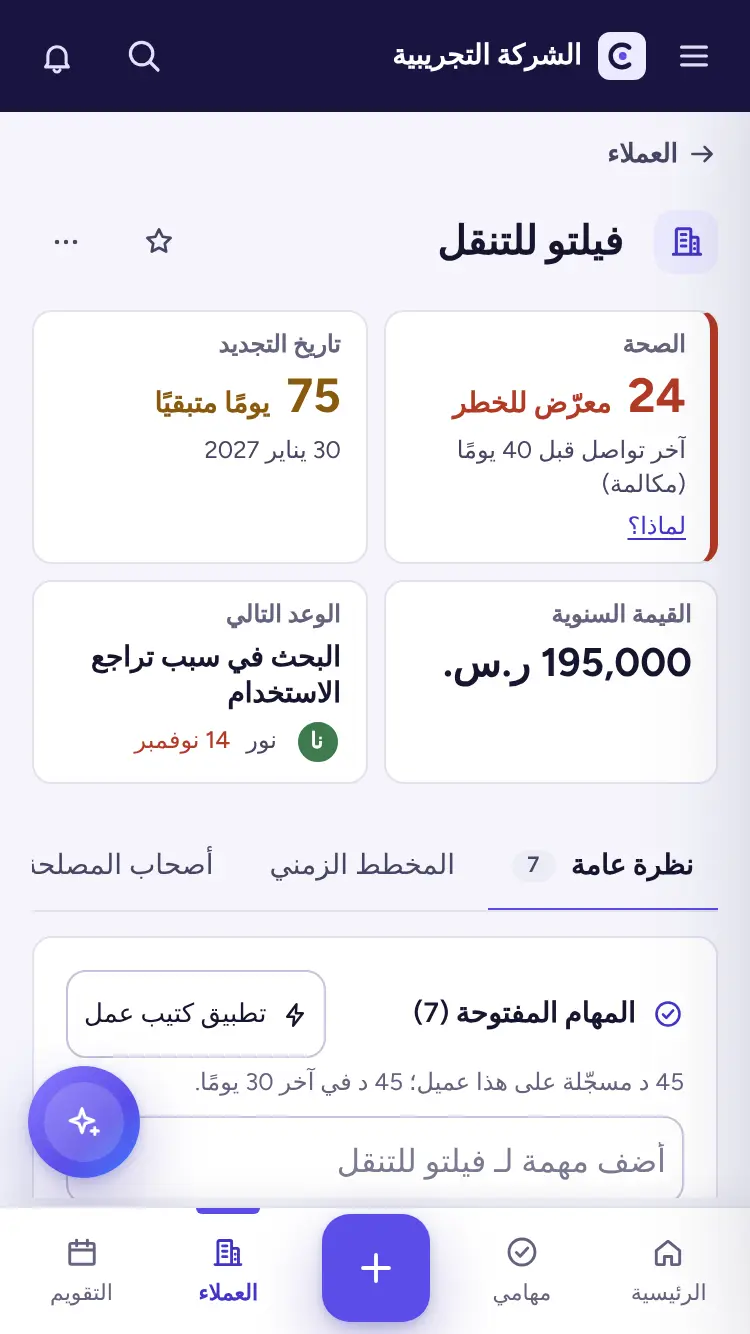 الشركة التجريبية
العملاء
فيلتو للتنقل
الصحة
24 معرّض للخطر
آخر تواصل قبل 40 يومًا
(مكالمة)
لماذا؟
تاريخ التجديد
75 يومًا متبقيًا
30 يناير 2027
القيمة السنوية
195,000 ر.س.
الوعد التالي
البحث في سبب تراجع
الاستخدام
نا نور 14 نوفمبر
نظرة عامة 7 المخطط الزمني أصحاب المصلحة
المهام المفتوحة (7)
تطبيق كتيب عمل
45 د مسجّلة على هذا عميل؛ 45 د في آخر 30 يومًا.
أضف مهمة لـ فيلتو للتنقل
الرئيسية
مهامي
العملاء
التقويم